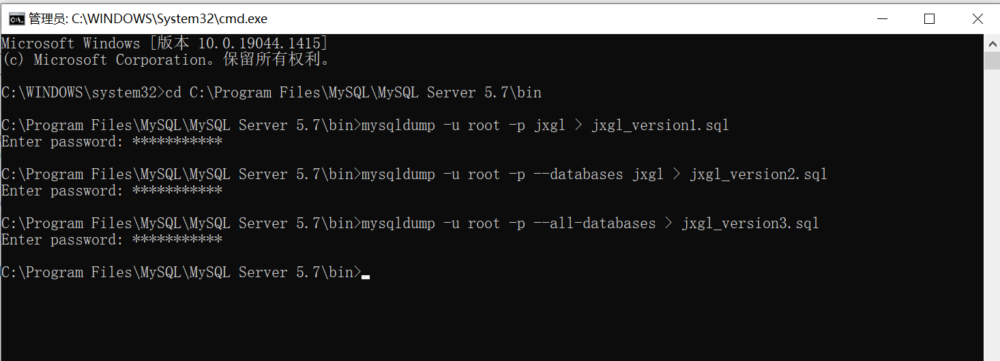 管理员: C:\WINDOWS\System32\cmd.exe
Microsoft Windows [版本 10.0.19044.1415]
(c) Microsoft Corporation。保留所有权利。
C:\WINDOWS\system32>cd C:\Program Files\MySQL\MySQL Server 5.7\bin
C:\Program Files\MySQL\MySQL Server 5.7\bin>mysqldump -u root -p jxgl > jxgl_version1.sql
Enter password: ***********
C:\Program Files\MySQL\MySQL Server 5.7\bin>mysqldump -u root -p --databases jxgl > jxgl_version2.sql
Enter password: ***********
C:\Program Files\MySQL\MySQL Server 5.7\bin>mysqldump -u root -p --all-databases > jxgl_version3.sql
Enter password: ***********
C:\Program Files\MySQL\MySQL Server 5.7\bin>